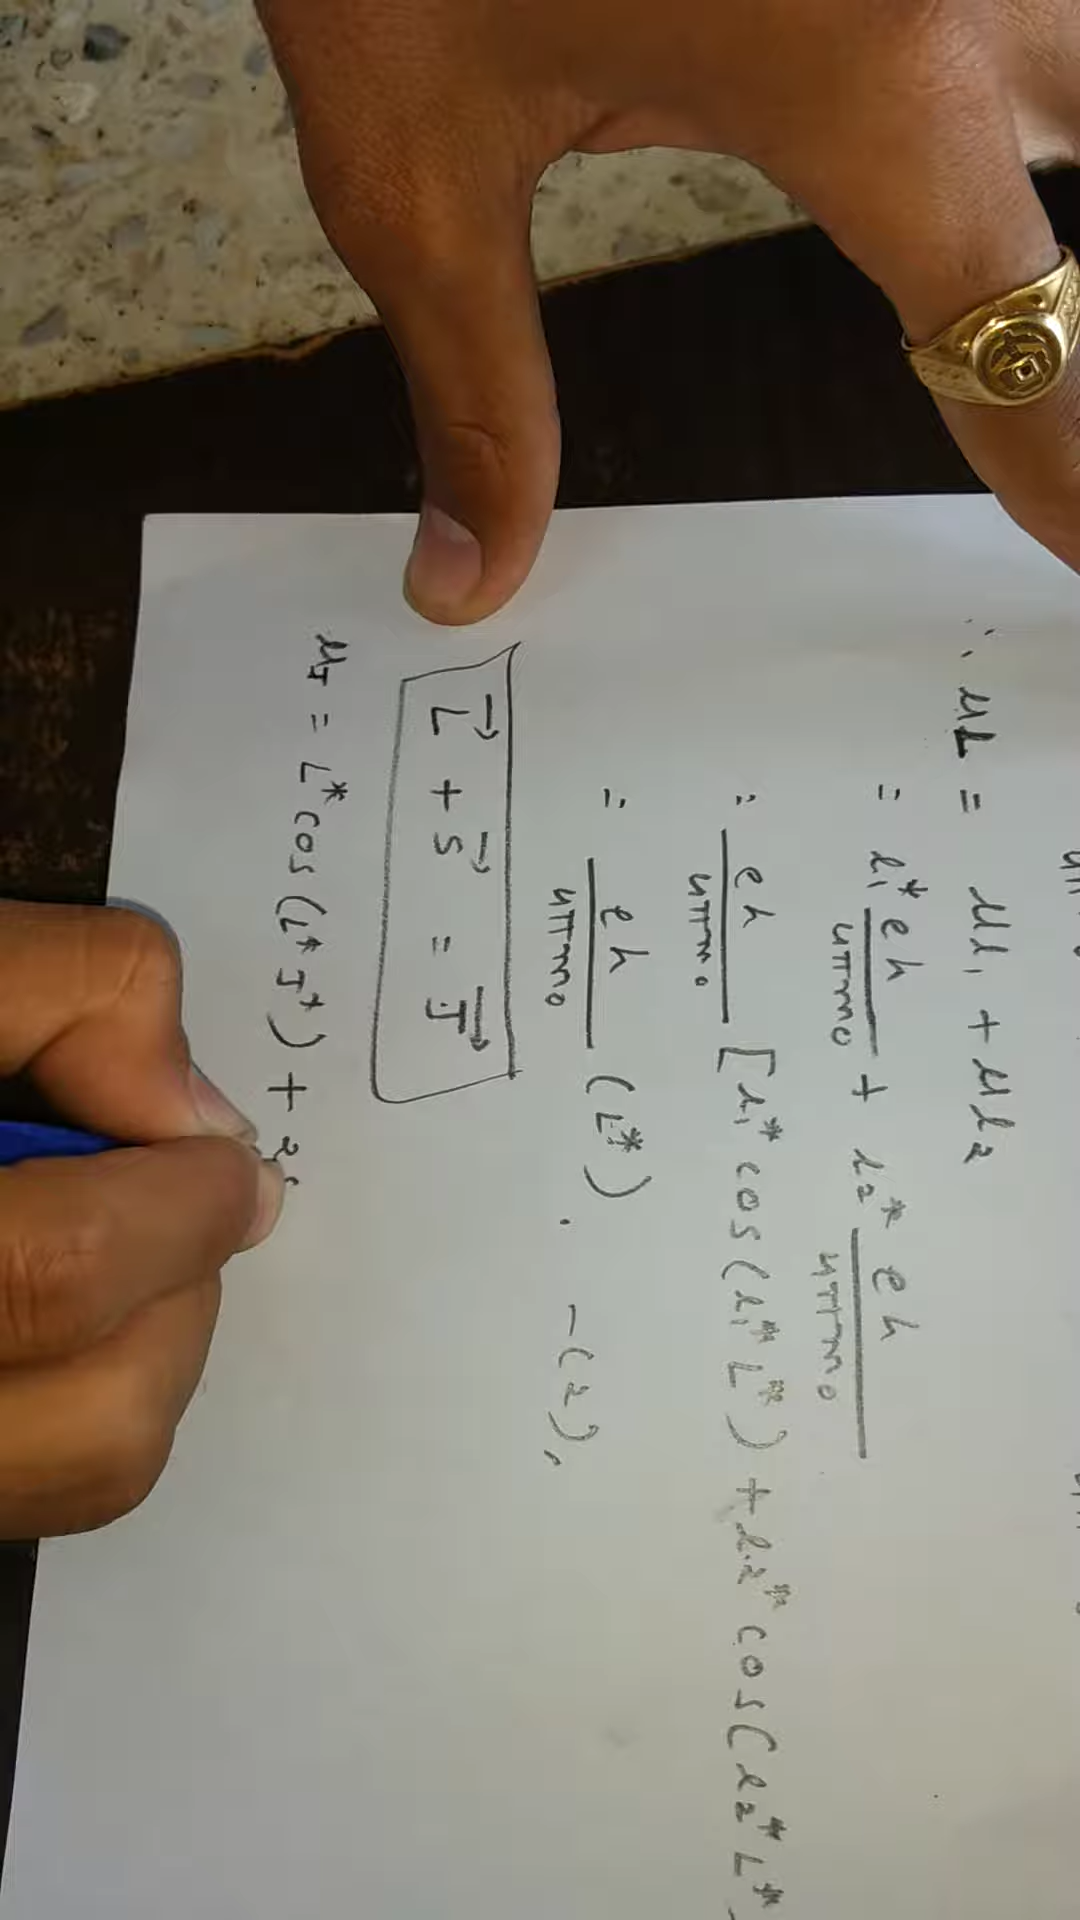 ∴ μL = μl₁ + μl₂
= l₁* eh/4πm₀ + l₂* eh/4πm₀
= eh/4πm₀ [l₁* cos(l₁* L*) + l₂* cos(l₂* L*
= eh/4πm₀ (L*). -(2),
L⃗ + S⃗ = J⃗
μJ = L* cos(L* J*) + 2s